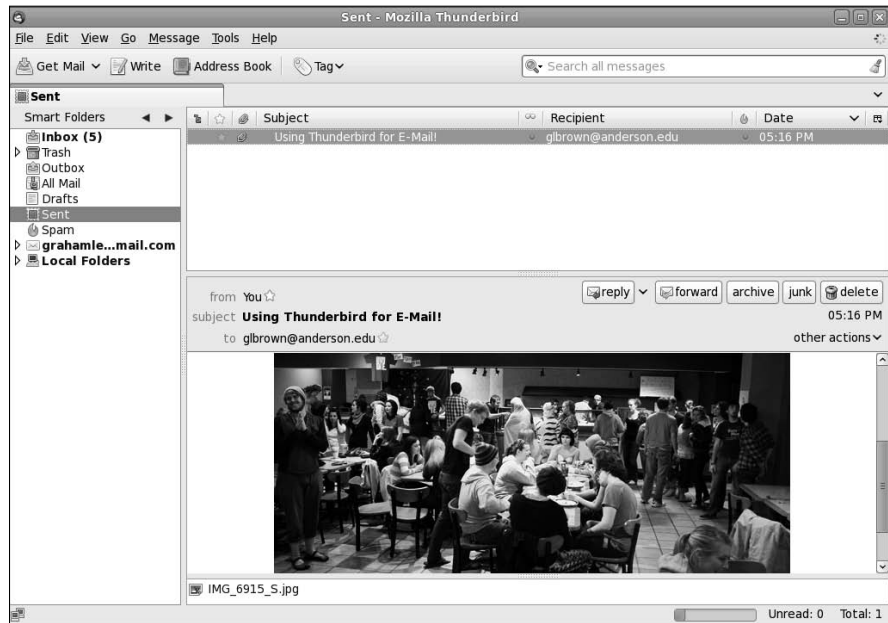 Sent - Mozilla Thunderbird
File Edit View Go Message Tools Help
Get Mail Write Address Book Tag Search all messages
Sent
Smart Folders
Subject Recipient Date
Using Thunderbird for E-Mail! glbrown@anderson.edu 05:16 PM
Inbox (5)
Trash
Outbox
All Mail
Drafts
Sent
Spam
grahamle...mail.com
Local Folders
from You reply forward archive junk delete
subject Using Thunderbird for E-Mail! 05:16 PM
to glbrown@anderson.edu other actions
IMG_6915_S.jpg
Unread: 0 Total: 1